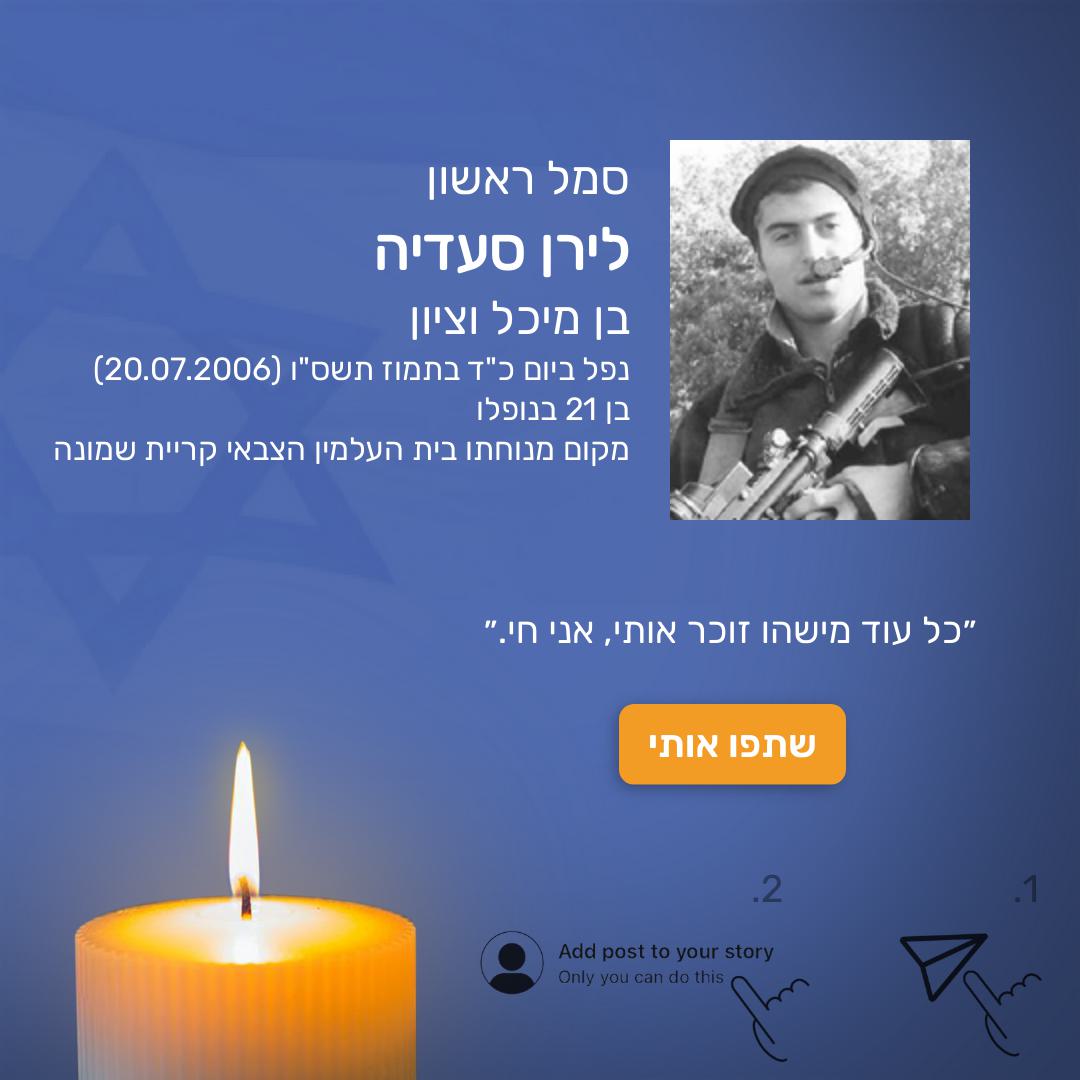 סמל ראשון
לירן סעדיה
בן מיכל וציון
נפל ביום כ"ד בתמוז תשס"ו (20.07.2006)
בן 21 בנופלו
מקום מנוחתו בית העלמין הצבאי קריית שמונה
״כל עוד מישהו זוכר אותי, אני חי.״
שתפו אותי
.1
.2
Add post to your story
Only you can do this